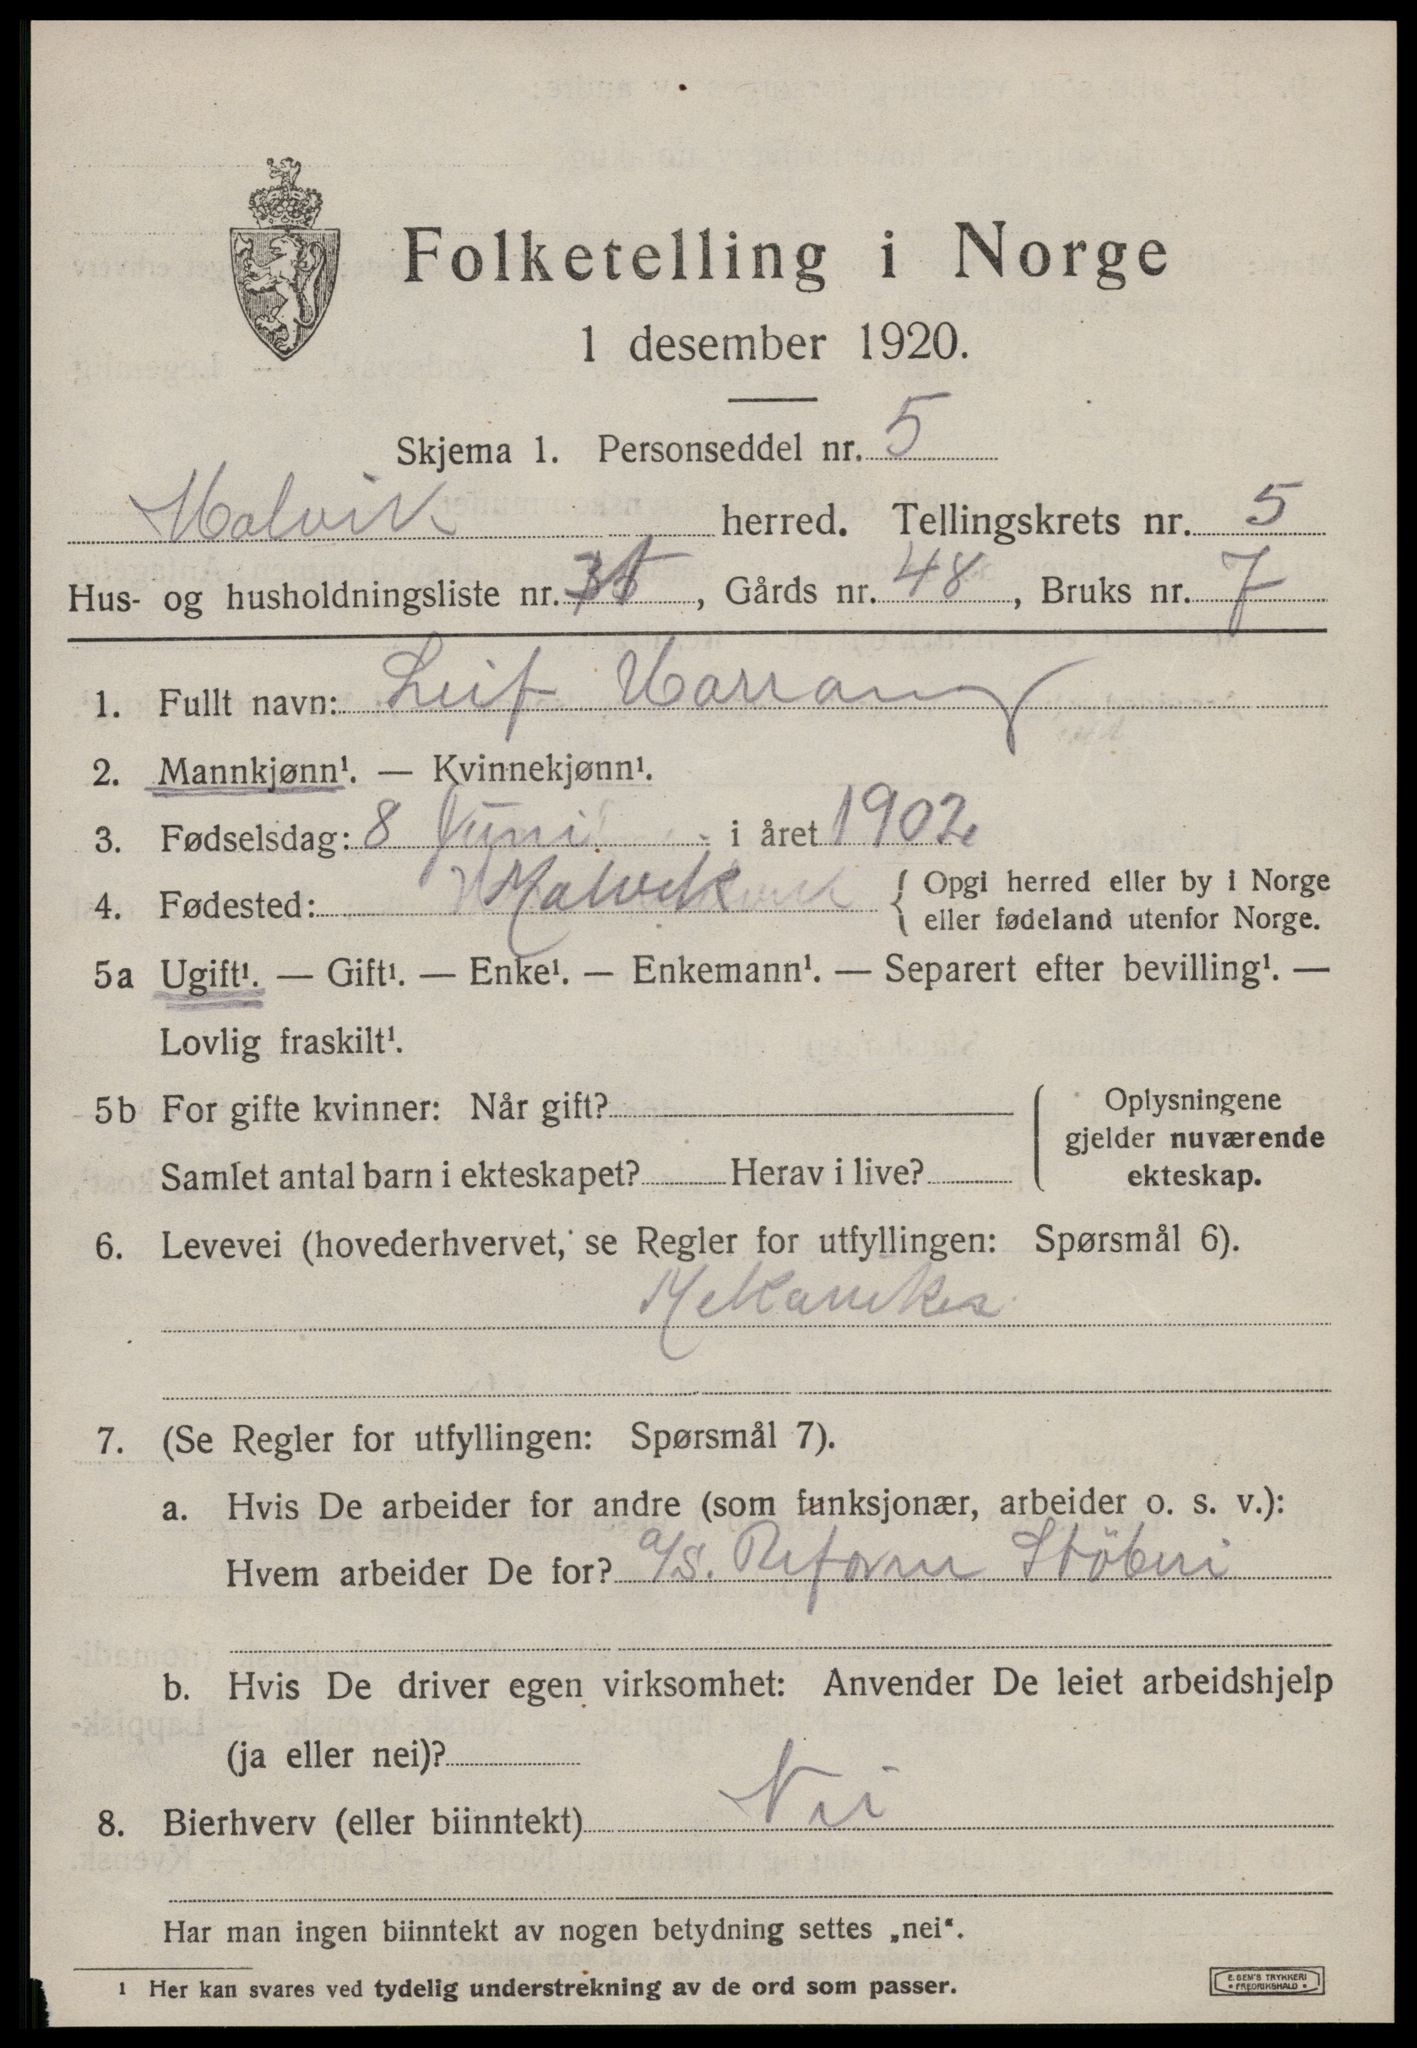 Folketelling i Norge
1 desember 1920.
Skjema 1. Personseddel nr. 5
Malvik herred. Tellingskrets nr. 5
Hus- og husholdningsliste nr. , Gårds nr. 48 , Bruks nr. 7
1. Fullt navn: Leif Harrang
2. Mannkjønn¹. — Kvinnekjønn¹.
3. Fødselsdag: 8 Juni i året 1902
4. Fødested: Malvik { Opgi herred eller by i Norge
eller fødeland utenfor Norge.
5a Ugift¹. — Gift¹. — Enke¹. — Enkemann¹. — Separert efter bevilling¹. —
Lovlig fraskilt¹.
5b For gifte kvinner: Når gift?
Samlet antal barn i ekteskapet? Herav i live?
Oplysningene
gjelder nuværende
ekteskap.
6. Levevei (hovederhvervet, se Regler for utfyllingen: Spørsmål 6).
Mekaniker
7. (Se Regler for utfyllingen: Spørsmål 7).
a. Hvis De arbeider for andre (som funksjonær, arbeider o. s. v.):
Hvem arbeider De for? a/s. Reform Stöberi
b. Hvis De driver egen virksomhet: Anvender De leiet arbeidshjelp
(ja eller nei)?
8. Bierhverv (eller biinntekt) Nei
Har man ingen biinntekt av nogen betydning settes „nei“.
1 Her kan svares ved tydelig understrekning av de ord som passer.
E. SEM'S TRYKKERI
• FREDRIKSHALD •